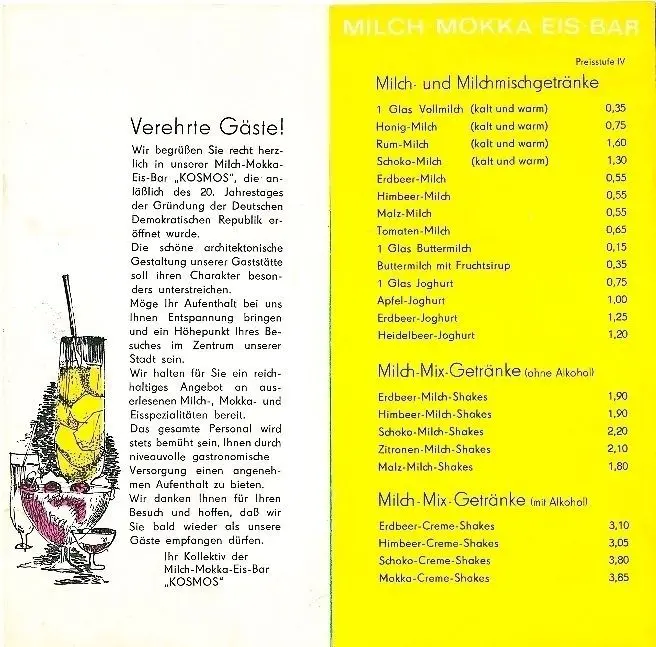 Verehrte Gäste!
Wir begrüßen Sie recht herz-
lich in unserer Milch-Mokka-
Eis-Bar „KOSMOS“, die an-
läßlich des 20. Jahrestages
der Gründung der Deutschen
Demokratischen Republik er-
öffnet wurde.
Die schöne architektonische
Gestaltung unserer Gaststätte
soll ihren Charakter beson-
ders unterstreichen.
Möge Ihr Aufenthalt bei uns
Ihnen Entspannung bringen
und ein Höhepunkt Ihres Be-
suches im Zentrum unserer
Stadt sein.
Wir halten für Sie ein reich-
haltiges Angebot an aus-
erlesenen Milch-, Mokka- und
Eisspezialitäten bereit.
Das gesamte Personal wird
stets bemüht sein, Ihnen durch
niveauvolle gastronomische
Versorgung einen angeneh-
men Aufenthalt zu bieten.
Wir danken Ihnen für Ihren
Besuch und hoffen, daß wir
Sie bald wieder als unsere
Gäste empfangen dürfen.
Ihr Kollektiv der
Milch-Mokka-Eis-Bar
„KOSMOS“
MILCH-MOKKA EIS-BAR
Preisstufe IV
Milch- und Milchmischgetränke
1 Glas Vollmilch (kalt und warm) 0,35
Honig-Milch (kalt und warm) 0,75
Rum-Milch (kalt und warm) 1,60
Schoko-Milch (kalt und warm) 1,30
Erdbeer-Milch 0,55
Himbeer-Milch 0,55
Malz-Milch 0,55
Tomaten-Milch 0,65
1 Glas Buttermilch 0,15
Buttermilch mit Fruchtsirup 0,35
1 Glas Joghurt 0,75
Apfel-Joghurt 1,00
Erdbeer-Joghurt 1,25
Heidelbeer-Joghurt 1,20
Milch-Mix-Getränke (ohne Alkohol)
Erdbeer-Milch-Shakes 1,90
Himbeer-Milch-Shakes 1,90
Schoko-Milch-Shakes 2,20
Zitronen-Milch-Shakes 2,10
Malz-Milch-Shakes 1,80
Milch-Mix-Getränke (mit Alkohol)
Erdbeer-Creme-Shakes 3,10
Himbeer-Creme-Shakes 3,05
Schoko-Creme-Shakes 3,80
Mokka-Creme-Shakes 3,85